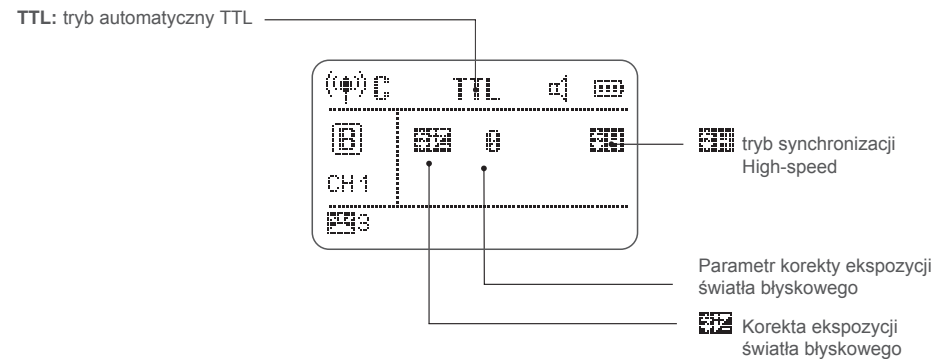 TTL: tryb automatyczny TTL
C TTL
B 0
tryb synchronizacji
High-speed
CH 1
3
Parametr korekty ekspozycji
światła błyskowego
Korekta ekspozycji
światła błyskowego